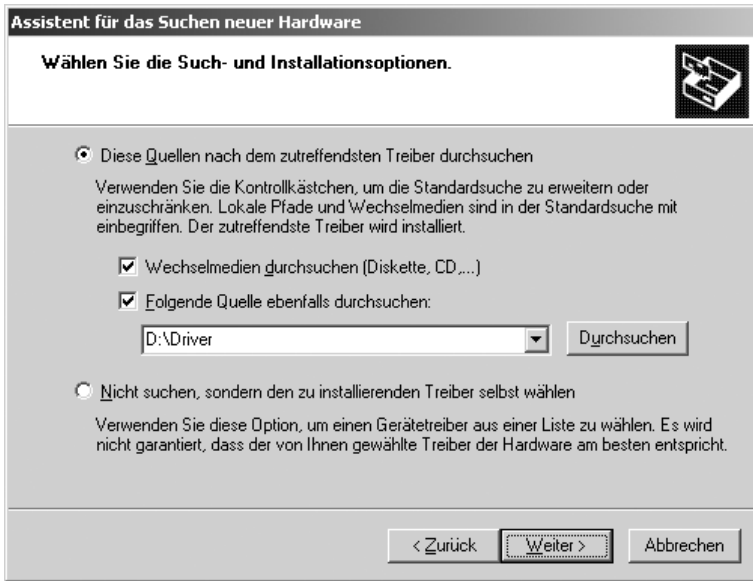 Assistent für das Suchen neuer Hardware
Wählen Sie die Such- und Installationsoptionen.
Diese Quellen nach dem zutreffendsten Treiber durchsuchen
Verwenden Sie die Kontrollkästchen, um die Standardsuche zu erweitern oder
einzuschränken. Lokale Pfade und Wechselmedien sind in der Standardsuche mit
einbegriffen. Der zutreffendste Treiber wird installiert.
Wechselmedien durchsuchen (Diskette, CD,...)
Folgende Quelle ebenfalls durchsuchen:
D:\Driver
Durchsuchen
Nicht suchen, sondern den zu installierenden Treiber selbst wählen
Verwenden Sie diese Option, um einen Gerätetreiber aus einer Liste zu wählen. Es wird
nicht garantiert, dass der von Ihnen gewählte Treiber der Hardware am besten entspricht.
< Zurück Weiter > Abbrechen